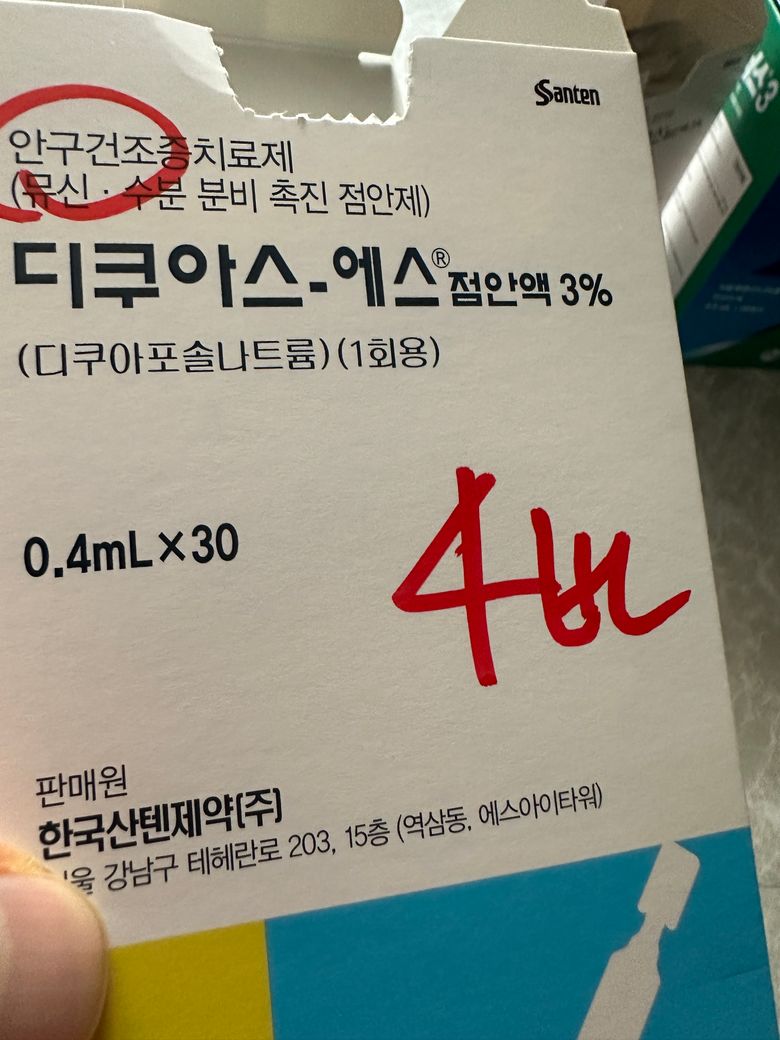 Santen
안구건조증치료제
(뮤신 · 수분 분비 촉진 점안제)
디쿠아스-에스® 점안액 3%
(디쿠아포솔나트륨)(1회용)
0.4mL×30
4번
판매원
한국산텐제약(주)
강남구 테헤란로 203, 15층 (역삼동, 에스아이타워)